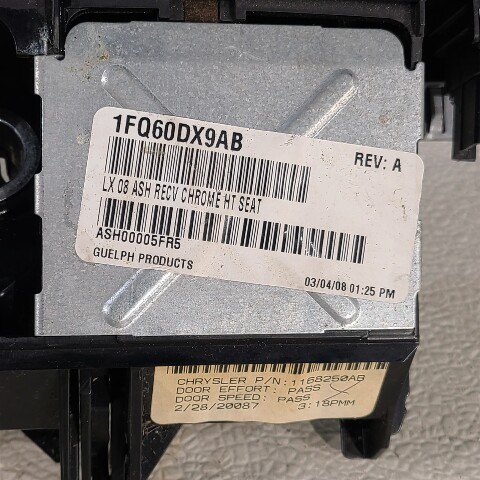 1FQ60DX9AB
REV: A
LX 08 ASH RECV CHROME HT SEAT
ASH00005FR5
GUELPH PRODUCTS
03/04/08 01:25 PM
CHRYSLER P/N:1168250AB
DOOR EFFORT: PASS
DOOR SPEED: PASS
2/28/20087 3:18PMM